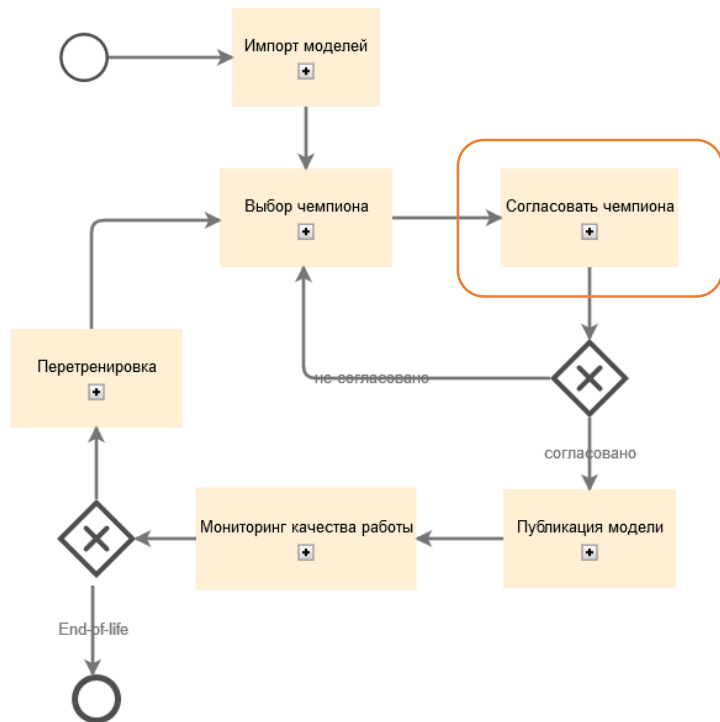 Импорт моделей
Выбор чемпиона
Согласовать чемпиона
Перетренировка
не согласовано
согласовано
Мониторинг качества работы
Публикация модели
End-of-life